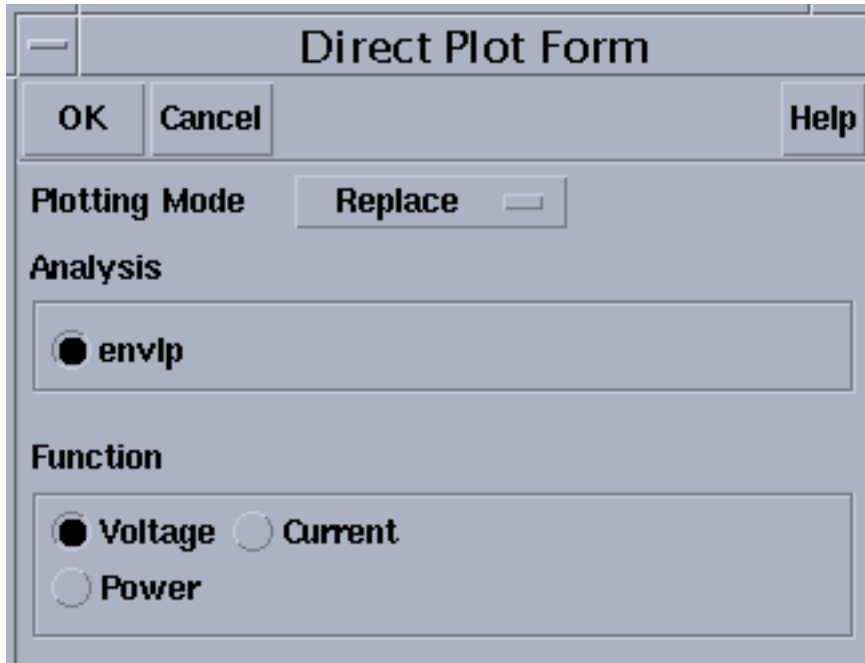 Direct Plot Form
OK Cancel Help
Plotting Mode Replace
Analysis
envlp
Function
Voltage Current
Power